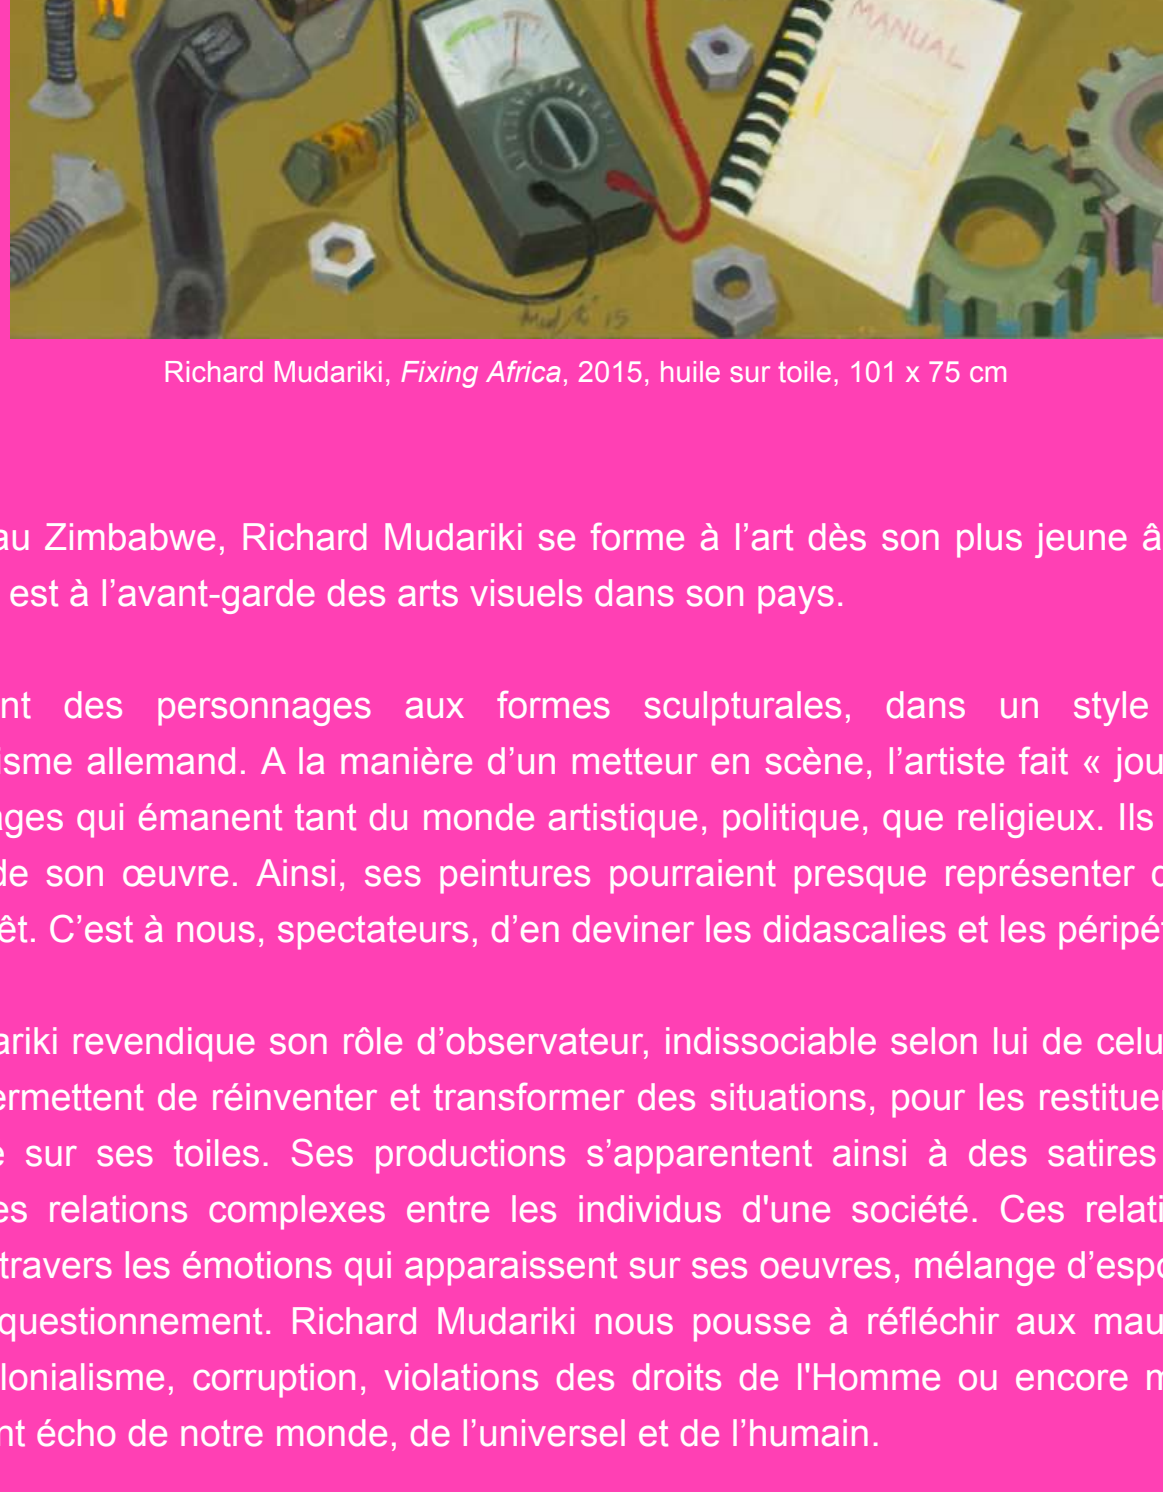 MANUAL
15
Richard Mudariki, Fixing Africa, 2015, huile sur toile, 101 x 75 cm
au Zimbabwe, Richard Mudariki se forme à l’art dès son plus jeune â
est à l’avant-garde des arts visuels dans son pays.
nt des personnages aux formes sculpturales, dans un style
isme allemand. A la manière d’un metteur en scène, l’artiste fait « jou
ages qui émanent tant du monde artistique, politique, que religieux. Ils
de son œuvre. Ainsi, ses peintures pourraient presque représenter
êt. C’est à nous, spectateurs, d’en deviner les didascalies et les péripé
ariki revendique son rôle d’observateur, indissociable selon lui de celu
ermettent de réinventer et transformer des situations, pour les restituer
e sur ses toiles. Ses productions s’apparentent ainsi à des satires
es relations complexes entre les individus d'une société. Ces relati
travers les émotions qui apparaissent sur ses oeuvres, mélange d’espo
questionnement. Richard Mudariki nous pousse à réfléchir aux mau
lonialisme, corruption, violations des droits de l'Homme ou encore m
nt écho de notre monde, de l’universel et de l’humain.